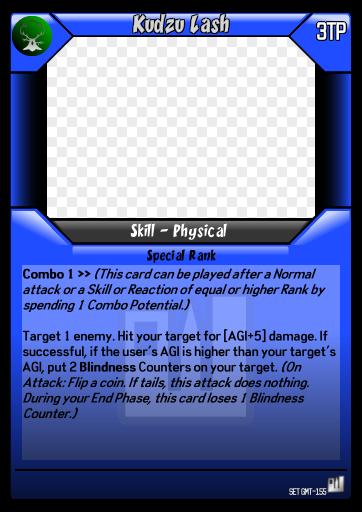 Kudzu Lash
3TP
Skill - Physical
Special Rank
Combo 1 >> (This card can be played after a Normal
attack or a Skill or Reaction of equal or higher Rank by
spending 1 Combo Potential.)
Target 1 enemy. Hit your target for [AGI+5] damage. If
successful, if the user's AGI is higher than your target's
AGI, put 2 Blindness Counters on your target. (On
Attack: Flip a coin. If tails, this attack does nothing.
During your End Phase, this card loses 1 Blindness
Counter.)
SET GMT-155